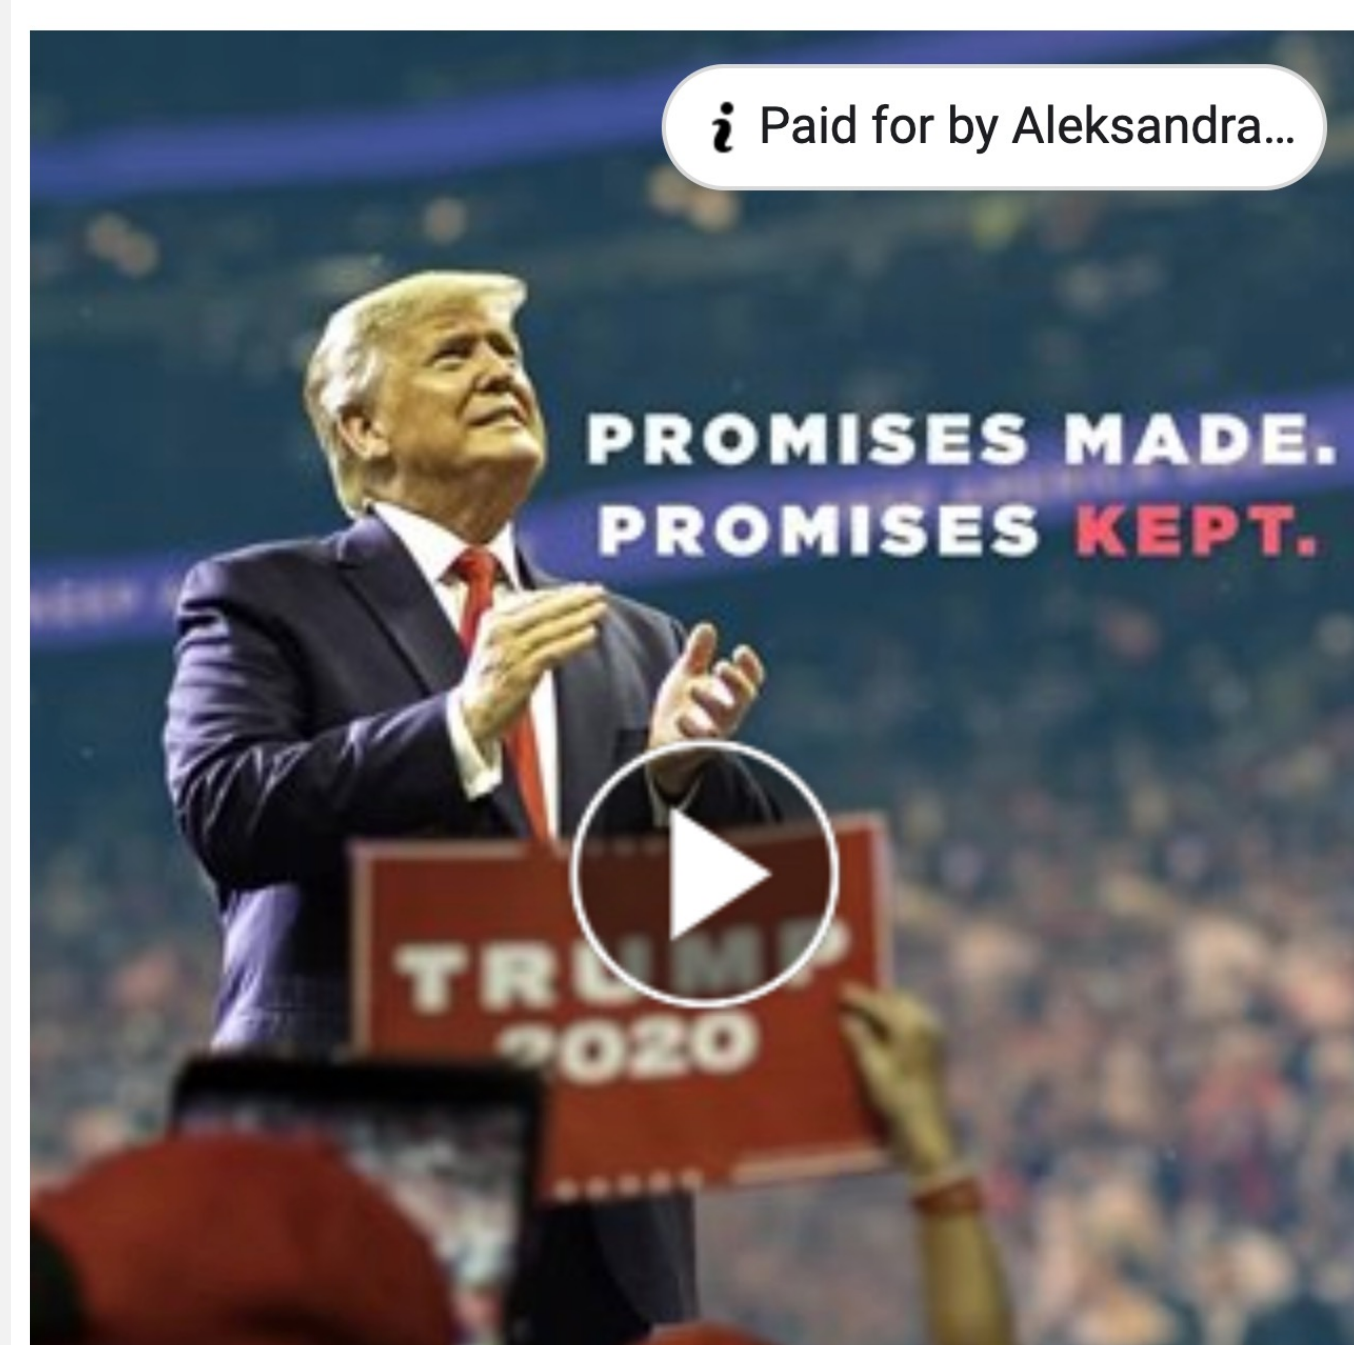 i Paid for by Aleksandra...
PROMISES MADE.
PROMISES KEPT.
TRUMP
2020